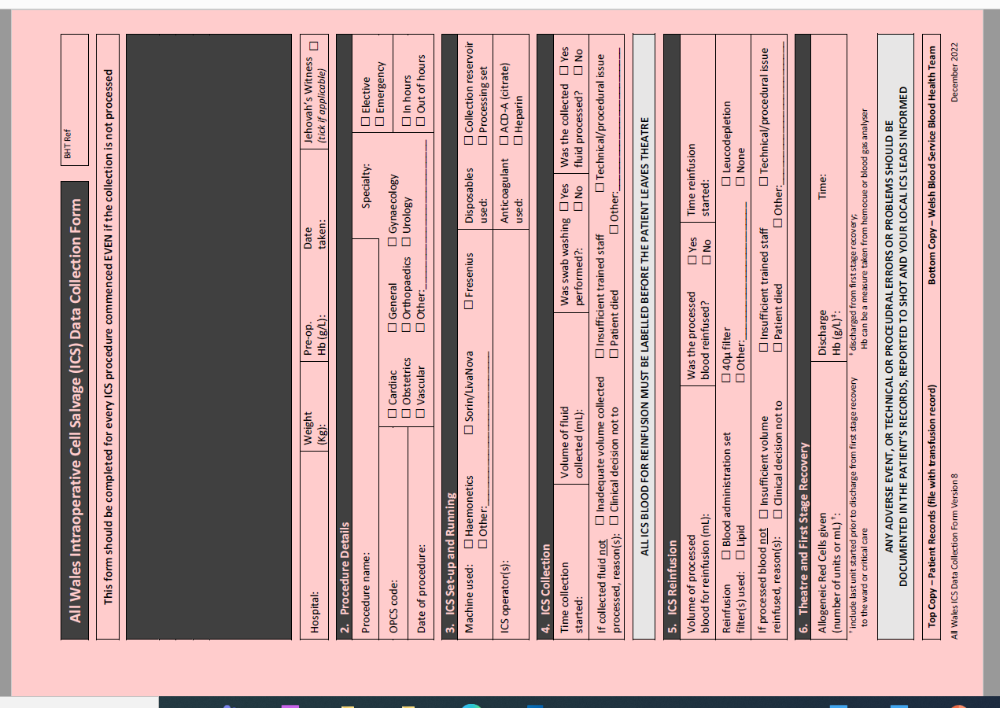 All Wales Intraoperative Cell Salvage (ICS) Data Collection Form
BHT Ref
This form should be completed for every ICS procedure commenced EVEN if the collection is not processed
Hospital:
Weight
(Kg):
Pre-op.
Hb (g/L):
Date
taken:
Jehovah's Witness ☐
(tick if applicable)
2. Procedure Details
Procedure name:
Specialty:
☐ Elective
☐ Emergency
OPCS code:
☐ Cardiac ☐ General ☐ Gynaecology
☐ Obstetrics ☐ Orthopaedics ☐ Urology
☐ Vascular ☐ Other:
☐ In hours
☐ Out of hours
Date of procedure:
3. ICS Set-up and Running
Machine used: ☐ Haemonetics ☐ Sorin/LivaNova ☐ Fresenius
☐ Other:
Disposables
used:
☐ Collection reservoir
☐ Processing set
ICS operator(s):
Anticoagulant
used:
☐ ACD-A (citrate)
☐ Heparin
4. ICS Collection
Time collection
started:
Volume of fluid
collected (mL):
Was swab washing
performed?:
☐ Yes
☐ No
Was the collected
fluid processed?
☐ Yes
☐ No
If collected fluid not
processed, reason(s):
☐ Inadequate volume collected ☐ Insufficient trained staff ☐ Technical/procedural issue
☐ Clinical decision not to ☐ Patient died ☐ Other:
ALL ICS BLOOD FOR REINFUSION MUST BE LABELLED BEFORE THE PATIENT LEAVES THEATRE
5. ICS Reinfusion
Volume of processed
blood for reinfusion (mL):
Was the processed
blood reinfused?
☐ Yes
☐ No
Time reinfusion
started:
Reinfusion
filter(s) used:
☐ Blood administration set ☐ 40µ filter ☐ Leucodepletion
☐ Lipid ☐ Other: ☐ None
If processed blood not
reinfused, reason(s):
☐ Insufficient volume ☐ Insufficient trained staff ☐ Technical/procedural issue
☐ Clinical decision not to ☐ Patient died ☐ Other:
6. Theatre and First Stage Recovery
Allogeneic Red Cells given
(number of units or mL)†:
Discharge
Hb (g/L)‡:
Time:
† include last unit started prior to discharge from first stage recovery
to the ward or critical care
‡ discharged from first stage recovery;
Hb can be a measure taken from hemocue or blood gas analyser
ANY ADVERSE EVENT, OR TECHNICAL OR PROCEUDRAL ERRORS OR PROBLEMS SHOULD BE
DOCUMENTED IN THE PATIENT'S RECORDS, REPORTED TO SHOT AND YOUR LOCAL ICS LEADS INFORMED
Top Copy – Patient Records (file with transfusion record)
Bottom Copy – Welsh Blood Service Blood Health Team
All Wales ICS Data Collection Form Version 8
December 2022